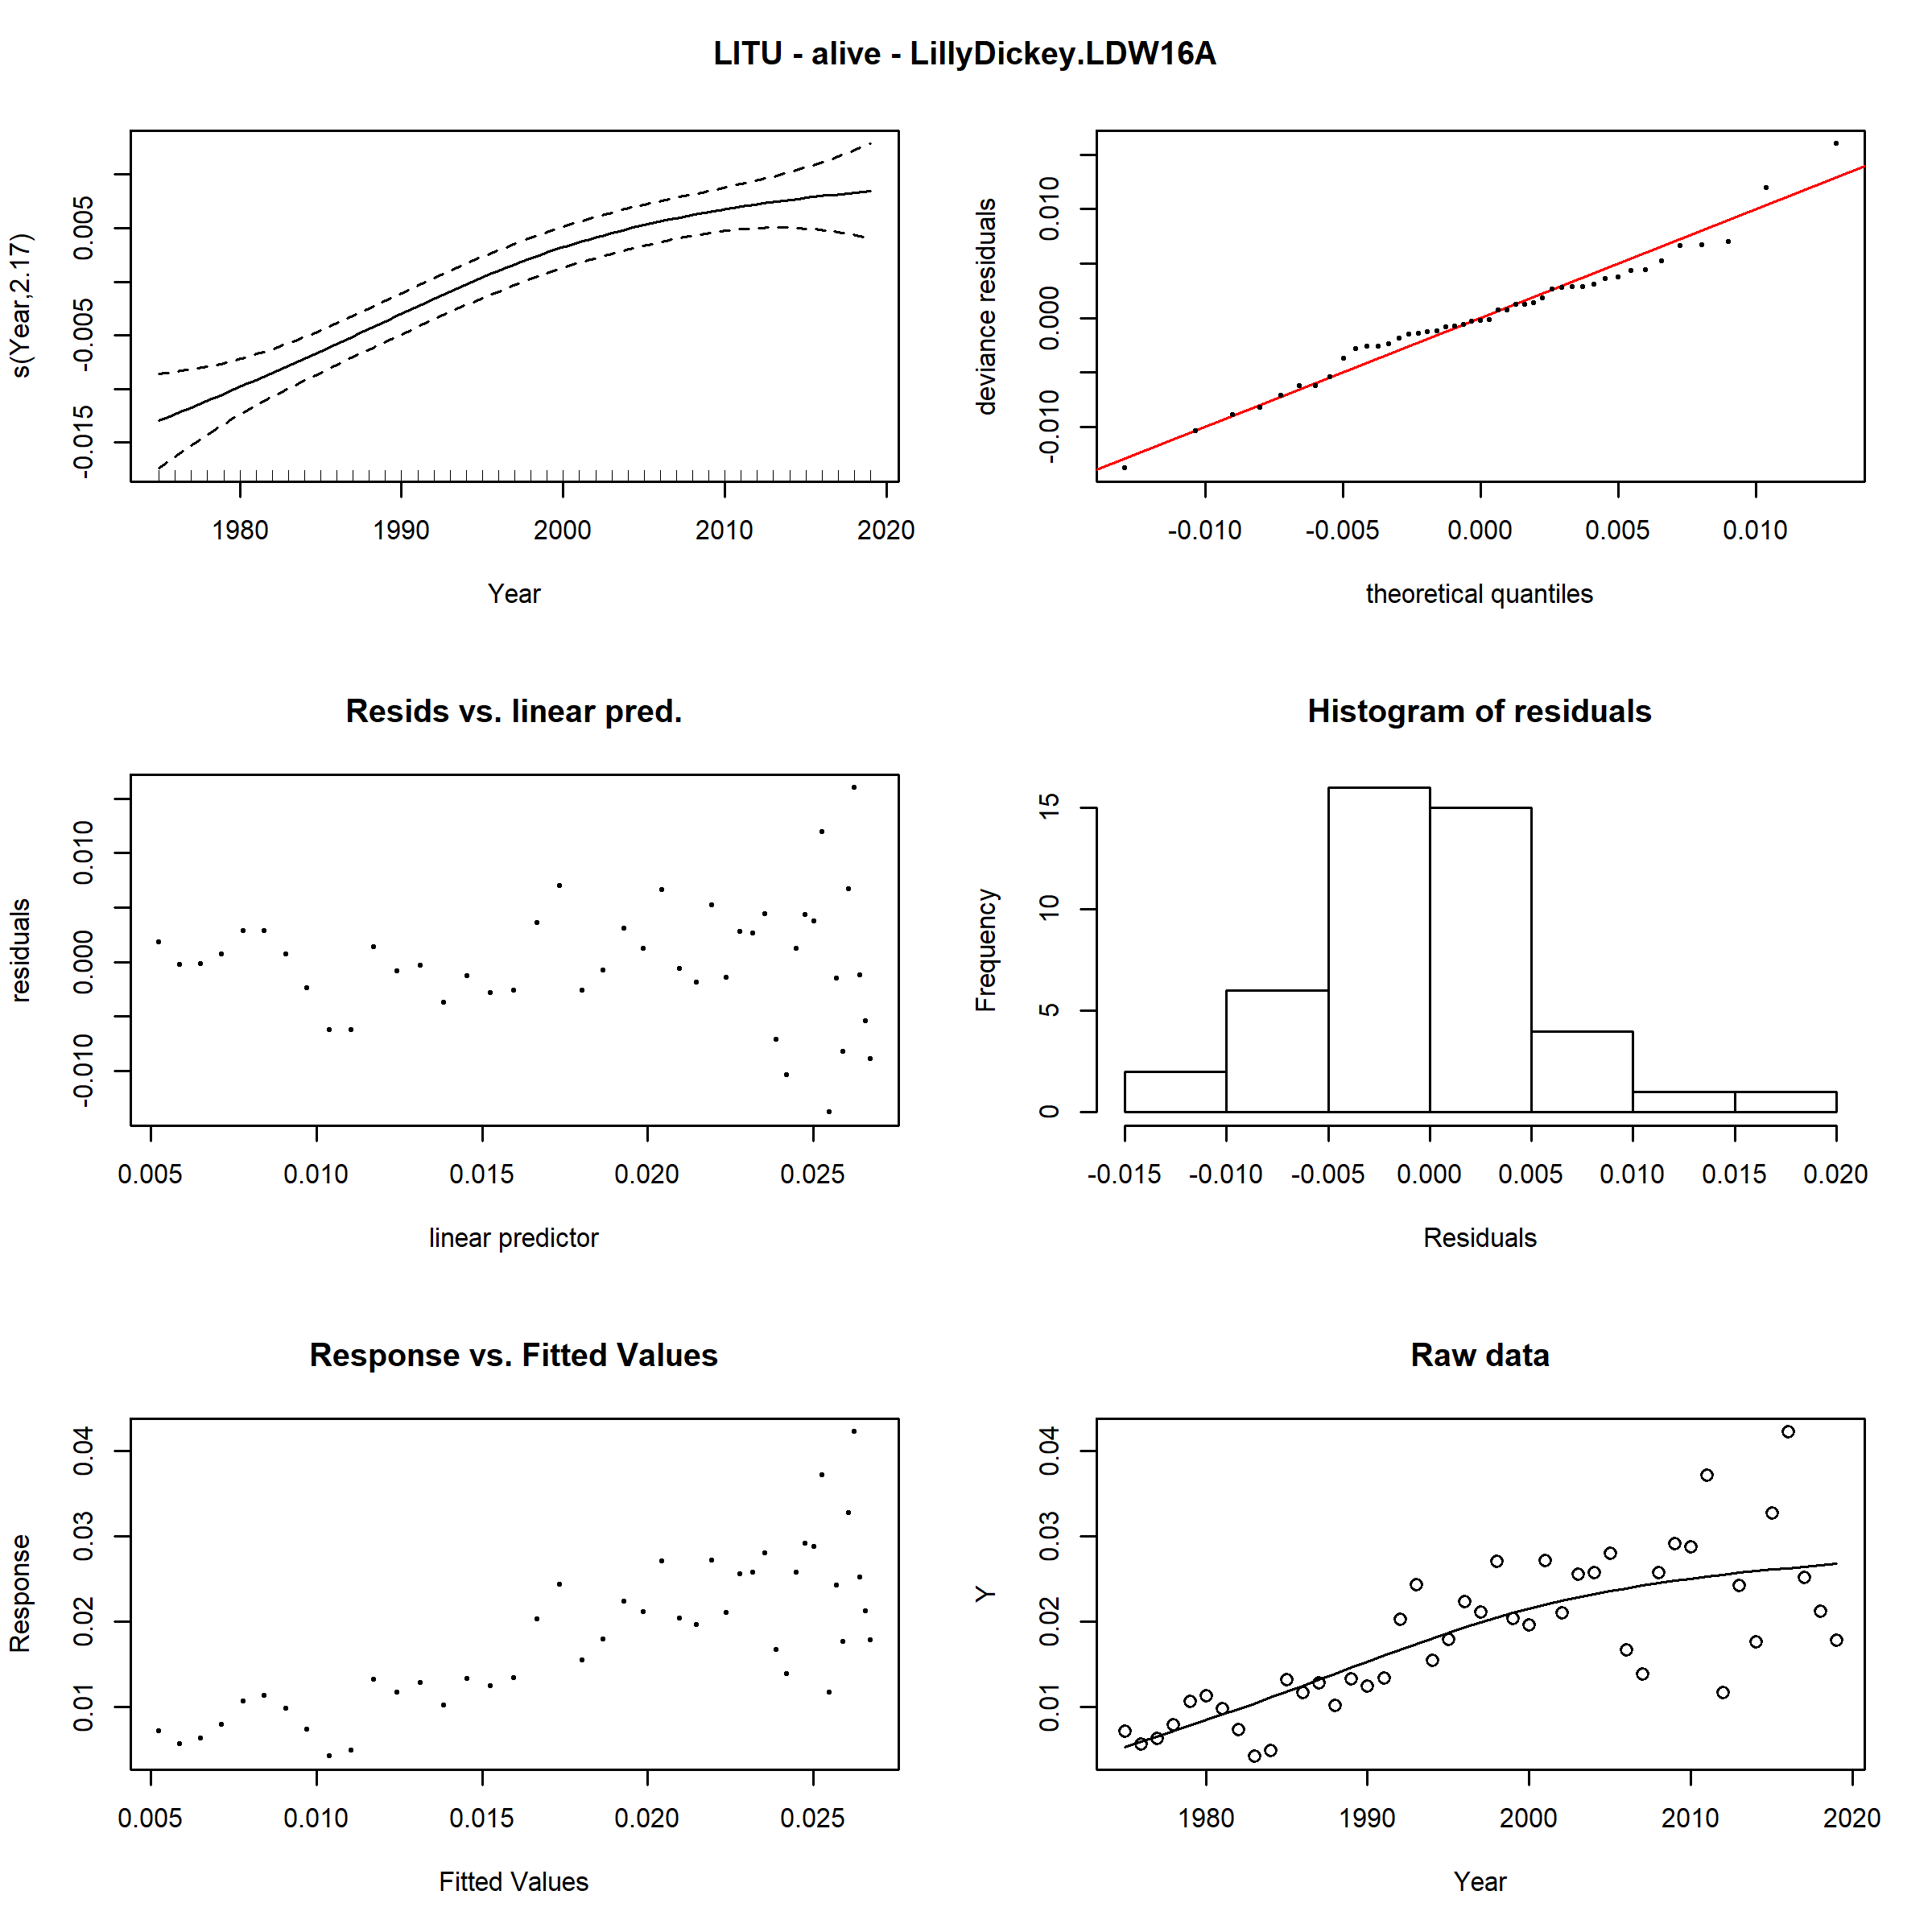 LITU - alive - LillyDickey.LDW16A
s(Year,2.17)
0.005
-0.005
-0.015
1980 1990 2000 2010 2020
Year
deviance residuals
0.010
0.000
-0.010
-0.010 -0.005 0.000 0.005 0.010
theoretical quantiles
Resids vs. linear pred.
residuals
0.010
0.000
-0.010
0.005 0.010 0.015 0.020 0.025
linear predictor
Histogram of residuals
Frequency
15
10
5
0
-0.015 -0.010 -0.005 0.000 0.005 0.010 0.015 0.020
Residuals
Response vs. Fitted Values
Response
0.04
0.03
0.02
0.01
0.005 0.010 0.015 0.020 0.025
Fitted Values
Raw data
Y
0.04
0.03
0.02
0.01
1980 1990 2000 2010 2020
Year